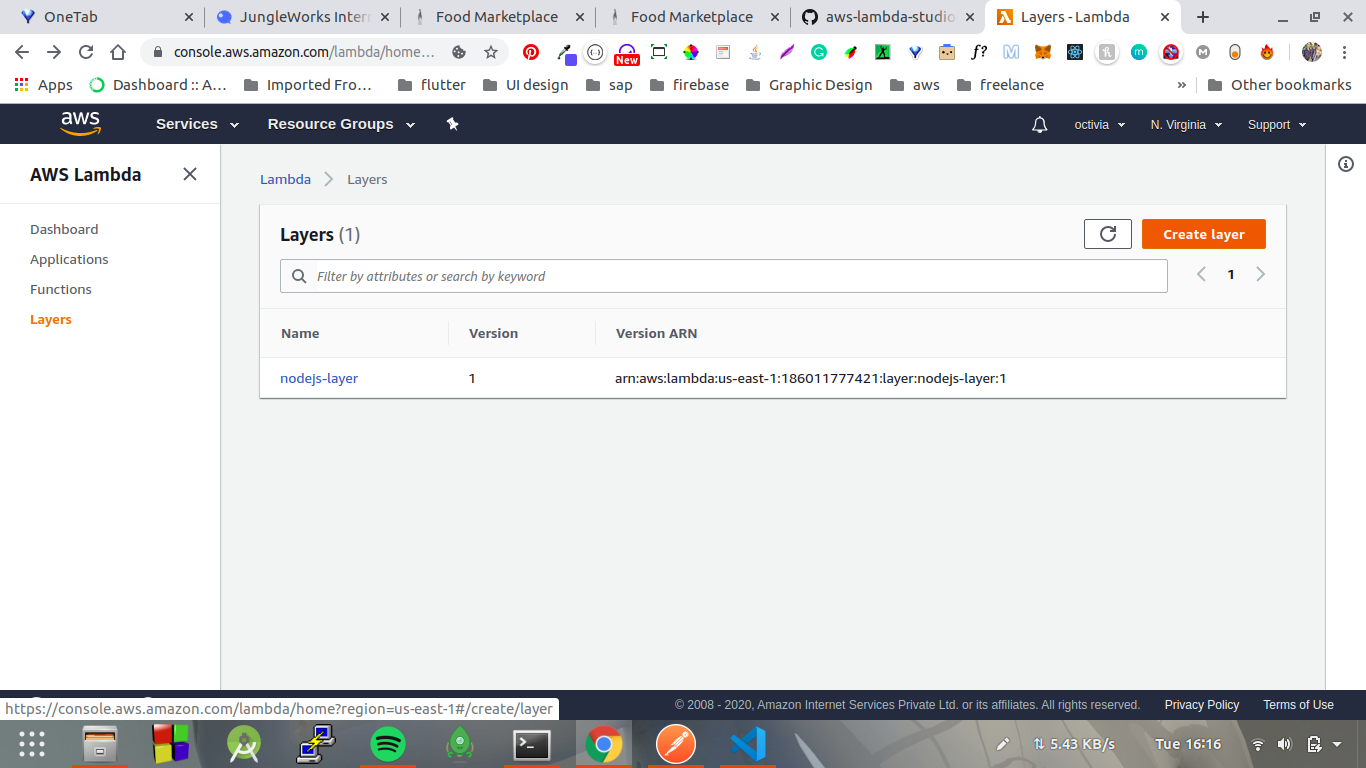 OneTab
JungleWorks Intern
Food Marketplace
Food Marketplace
aws-lambda-studio
Layers - Lambda
console.aws.amazon.com/lambda/home…
New
f?
Apps
Dashboard :: A…
Imported Fro…
flutter
UI design
sap
firebase
Graphic Design
aws
freelance
»
Other bookmarks
aws
Services
Resource Groups
octivia
N. Virginia
Support
AWS Lambda
Dashboard
Applications
Functions
Layers
Lambda
Layers
Layers (1)
Create layer
Filter by attributes or search by keyword
1
Name
Version
Version ARN
nodejs-layer
1
arn:aws:lambda:us-east-1:186011777421:layer:nodejs-layer:1
© 2008 - 2020, Amazon Internet Services Private Ltd. or its affiliates. All rights reserved.
Privacy Policy
Terms of Use
https://console.aws.amazon.com/lambda/home?region=us-east-1#/create/layer
5.43 KB/s
Tue 16:16